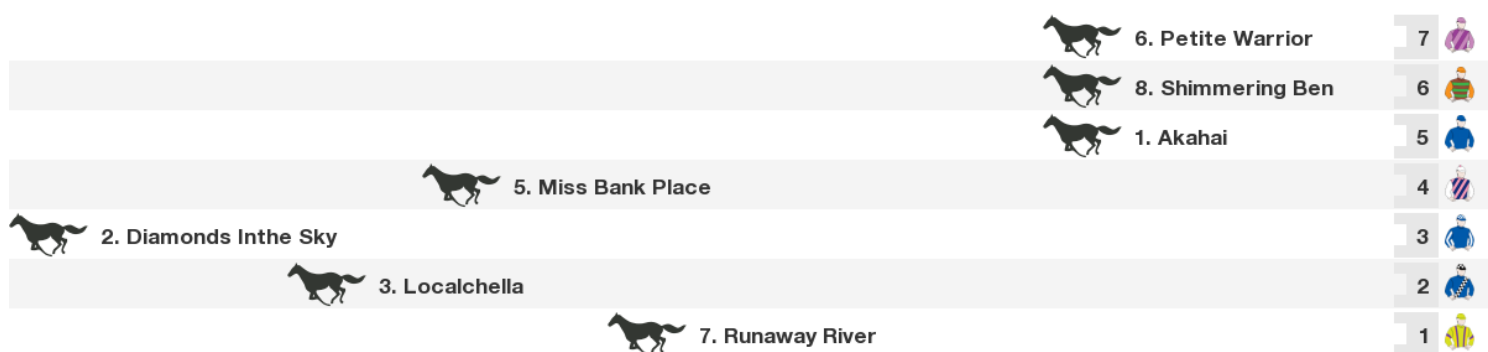 6. Petite Warrior 7
8. Shimmering Ben 6
1. Akahai 5
5. Miss Bank Place 4
2. Diamonds Inthe Sky 3
3. Localchella 2
7. Runaway River 1